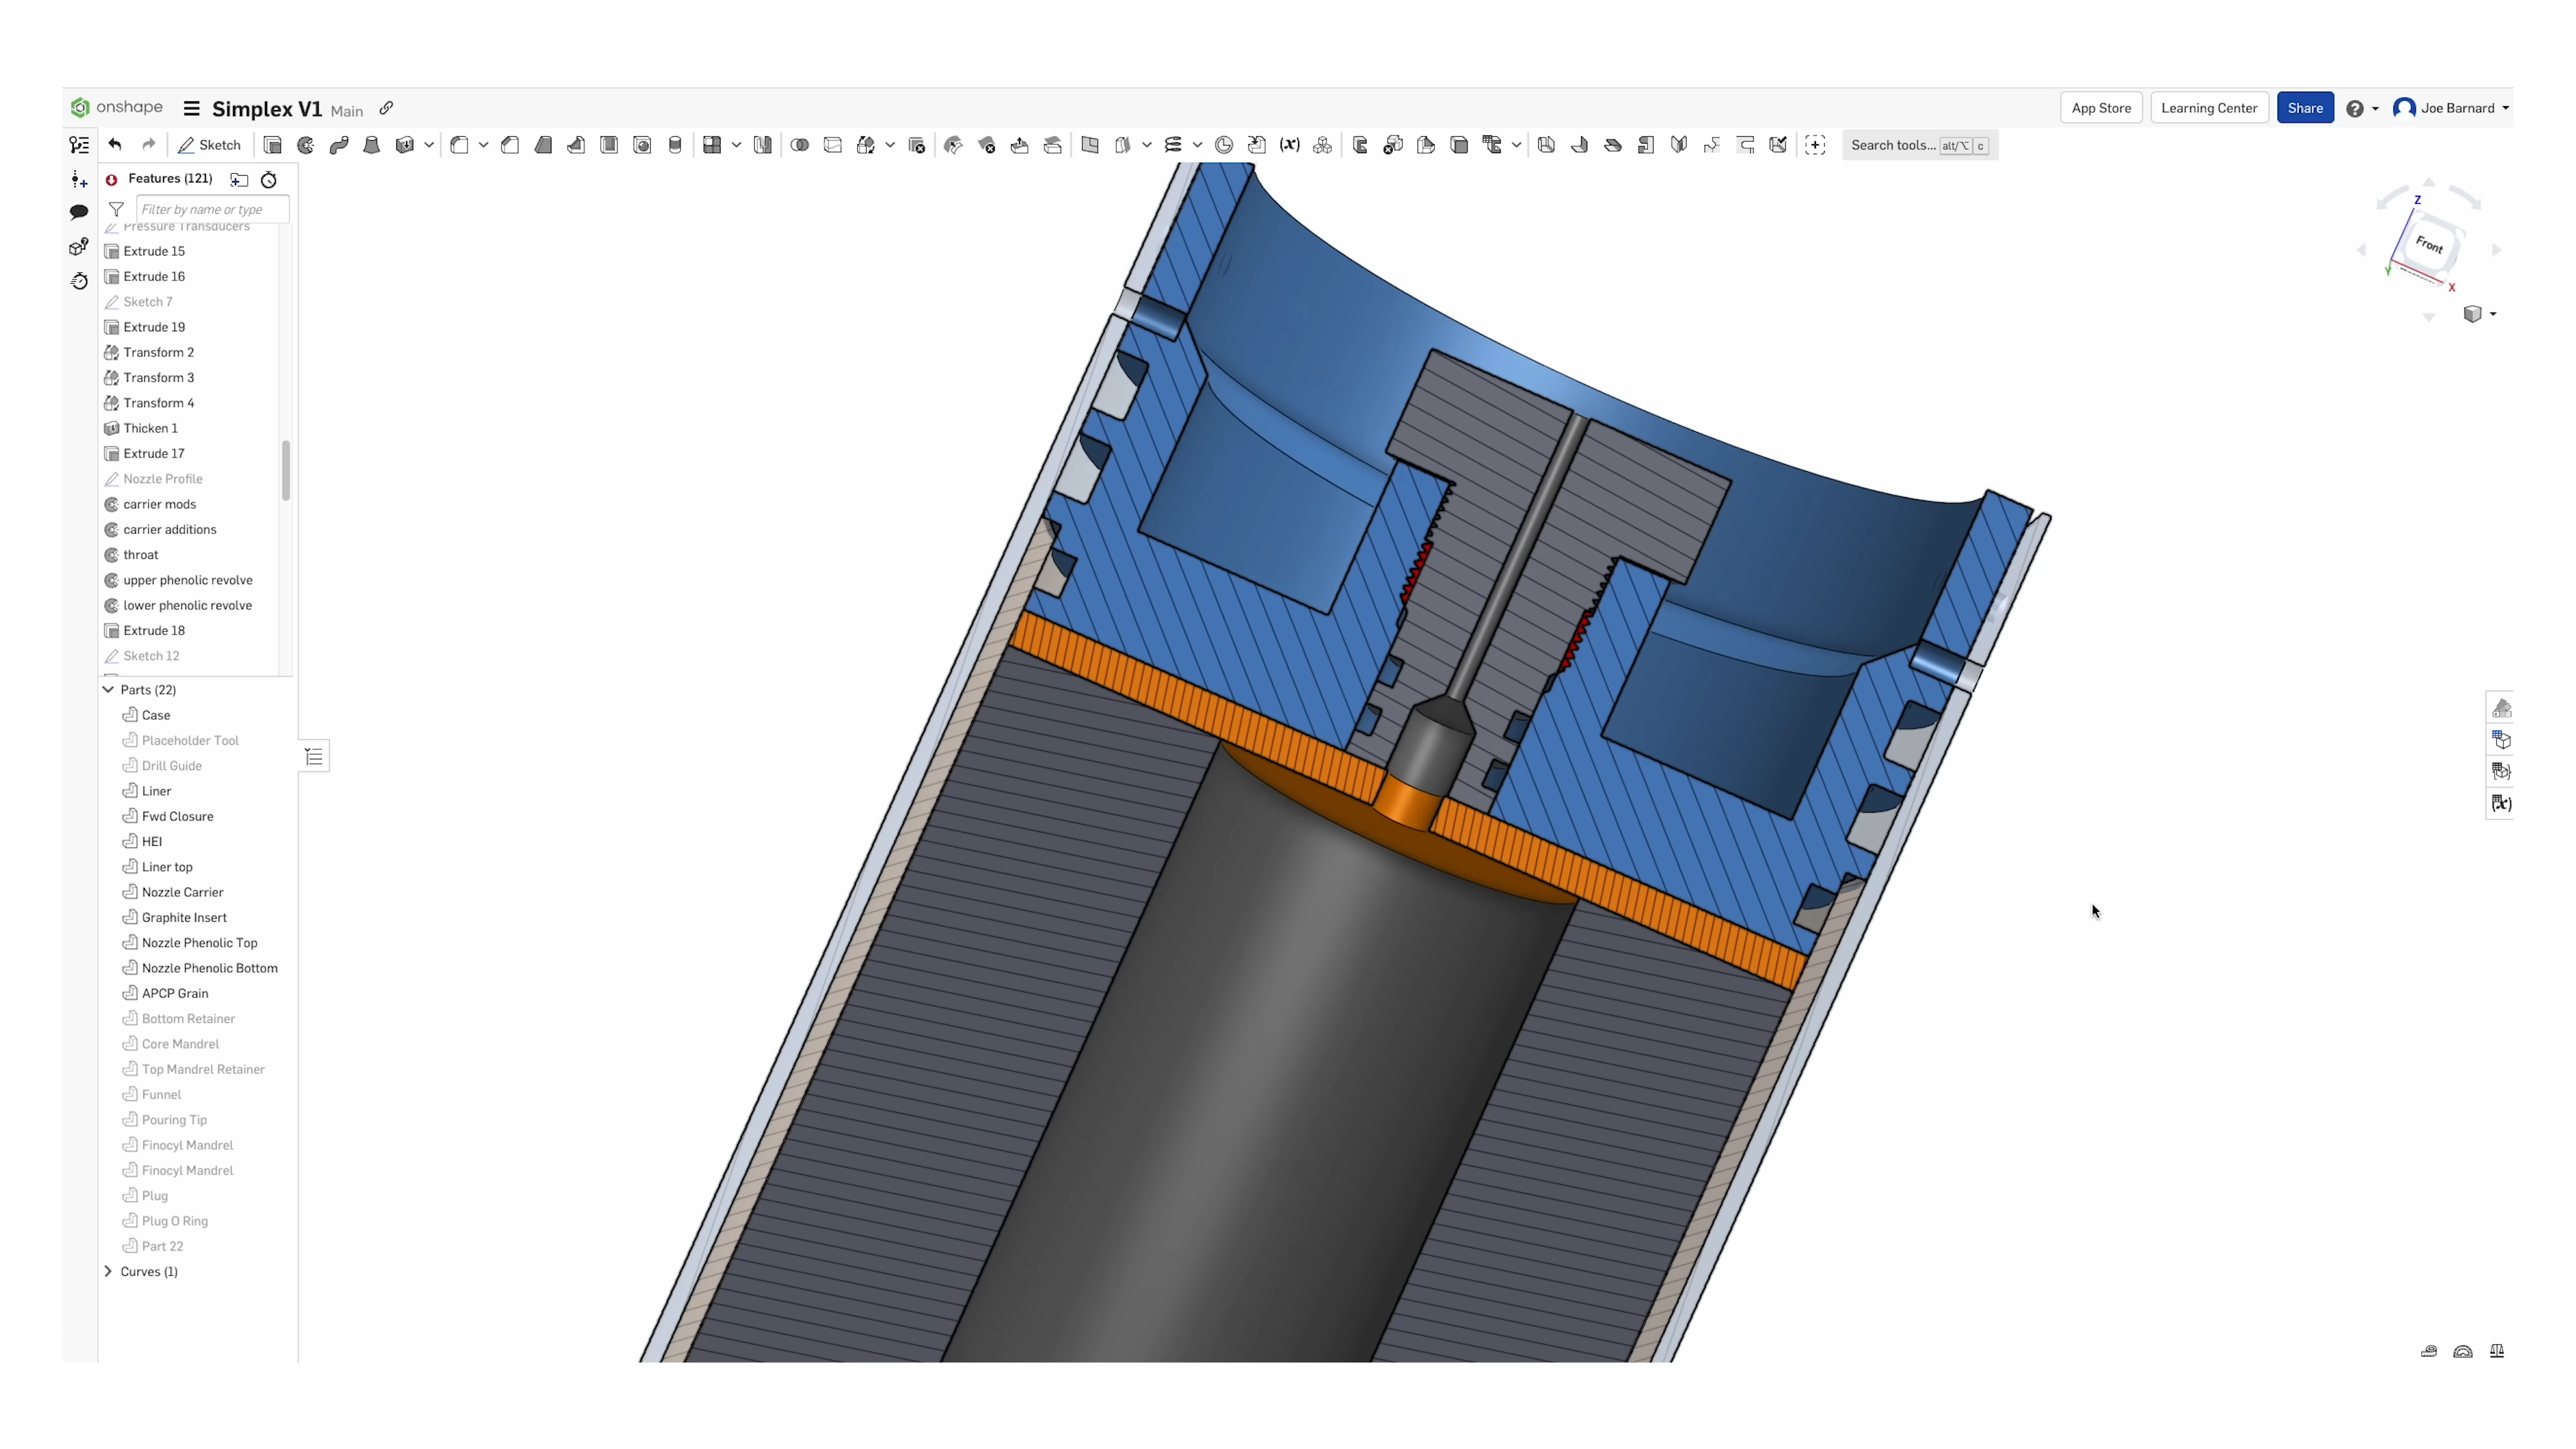 onshape
Simplex V1 Main
App Store
Learning Center
Share
Joe Barnard
Sketch
Search tools... alt/⌥ c
Features (121)
Filter by name or type
Pressure Transducers
Extrude 15
Extrude 16
Sketch 7
Extrude 19
Transform 2
Transform 3
Transform 4
Thicken 1
Extrude 17
Nozzle Profile
carrier mods
carrier additions
throat
upper phenolic revolve
lower phenolic revolve
Extrude 18
Sketch 12
Parts (22)
Case
Placeholder Tool
Drill Guide
Liner
Fwd Closure
HEI
Liner top
Nozzle Carrier
Graphite Insert
Nozzle Phenolic Top
Nozzle Phenolic Bottom
APCP Grain
Bottom Retainer
Core Mandrel
Top Mandrel Retainer
Funnel
Pouring Tip
Finocyl Mandrel
Finocyl Mandrel
Plug
Plug O Ring
Part 22
Curves (1)
Z
Front
Y
X